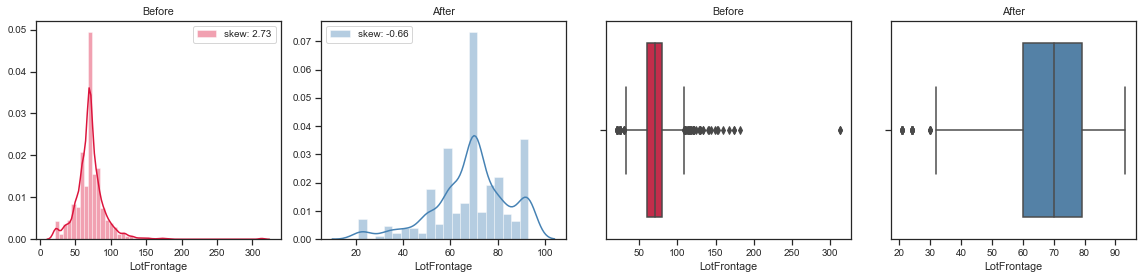 Before
skew: 2.73
0.05
0.04
0.03
0.02
0.01
0.00
0 50 100 150 200 250 300
LotFrontage
After
skew: -0.66
0.07
0.06
0.05
0.04
0.03
0.02
0.01
0.00
20 40 60 80 100
LotFrontage
Before
50 100 150 200 250 300
LotFrontage
After
20 30 40 50 60 70 80 90
LotFrontage